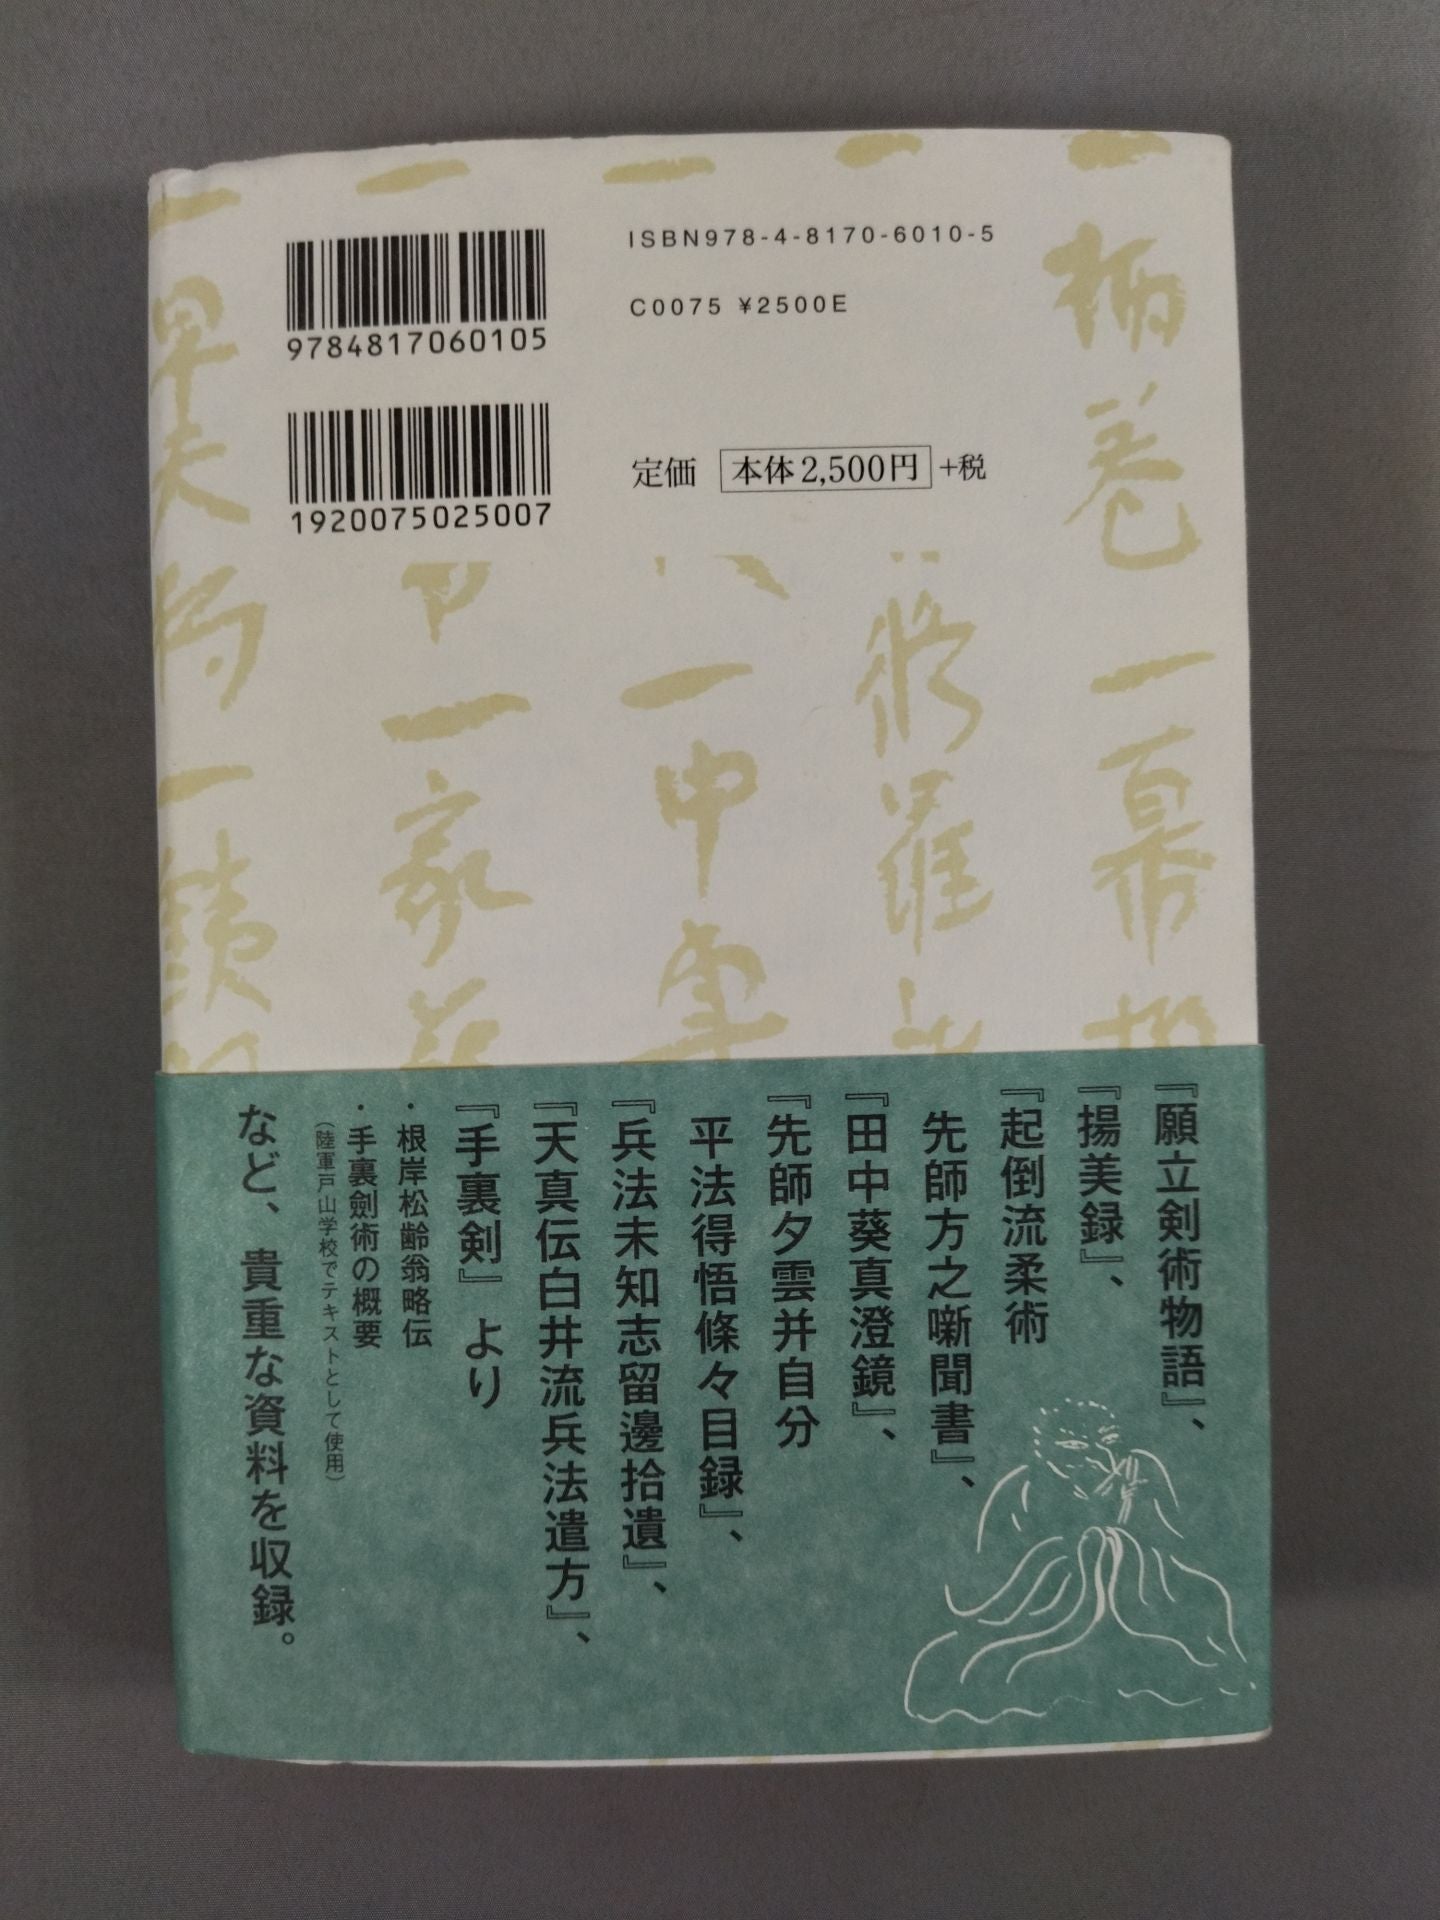 ISBN978-4-8170-6010-5
C0075 ¥2500E
9784817060105
1920075025007
定価 本体2,500円+税
『願立剣術物語』、
『揚美録』、
『起倒流柔術
先師方之噺聞書』、
『田中葵真澄鏡』、
『先師夕雲并自分
平法得悟條々目録』、
『兵法未知志留邊拾遺』、
『天真伝白井流兵法遣方』、
『手裏剣』より
・根岸松齢翁略伝
・手裏劍術の概要
(陸軍戸山学校でテキストとして使用)
など、貴重な資料を収録。